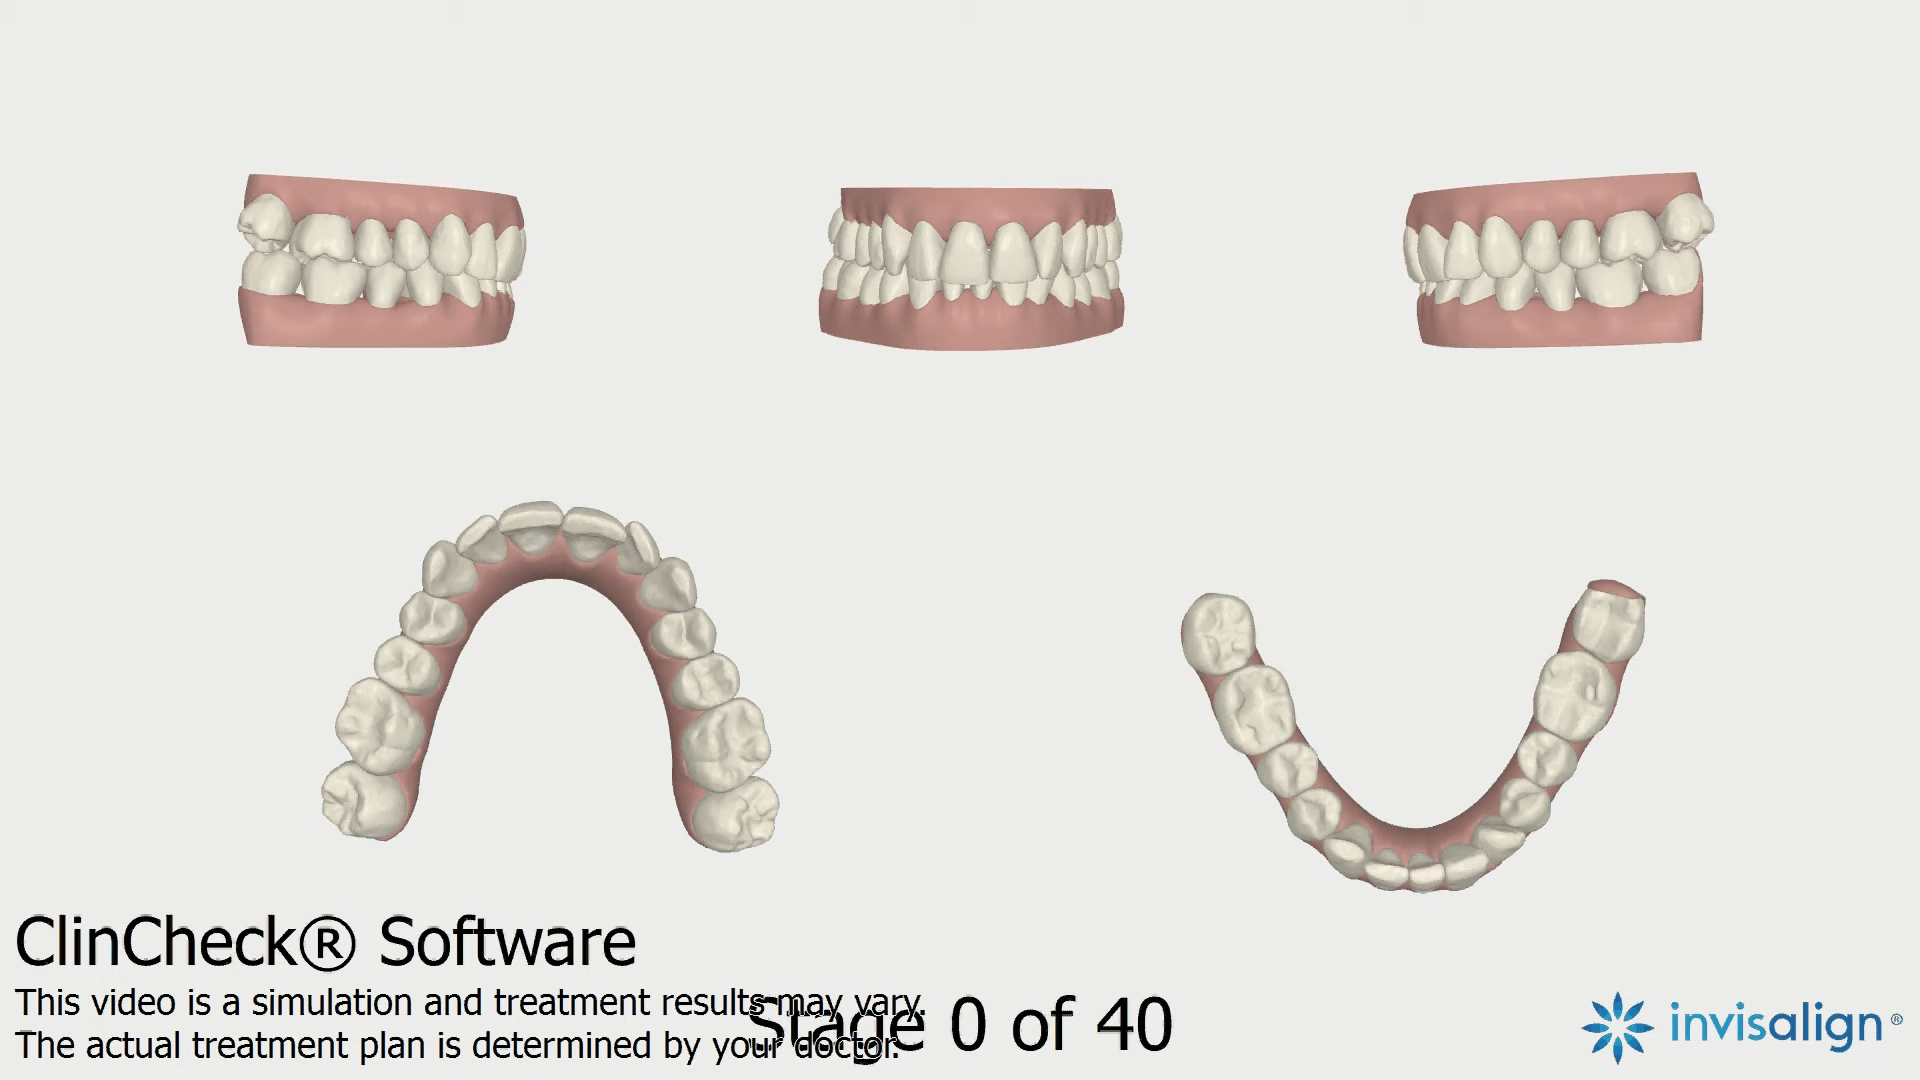 ClinCheck® Software
This video is a simulation and treatment results may vary.
The actual treatment plan is determined by your doctor.
Stage 0 of 40
invisalign®